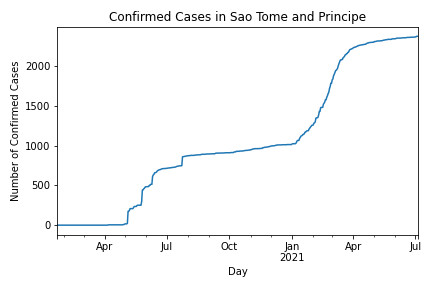 Confirmed Cases in Sao Tome and Principe
Number of Confirmed Cases
2000
1500
1000
500
0
Apr
Jul
Oct
Jan
2021
Apr
Jul
Day